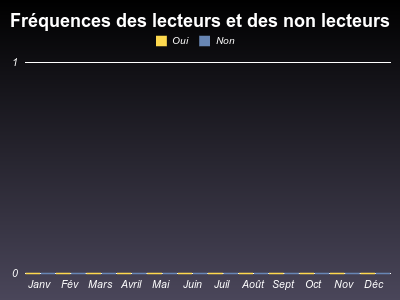 Fréquences des lecteurs et des non lecteurs
Oui Non
1
0
Janv Fév Mars Avril Mai Juin Juil Août Sept Oct Nov Déc